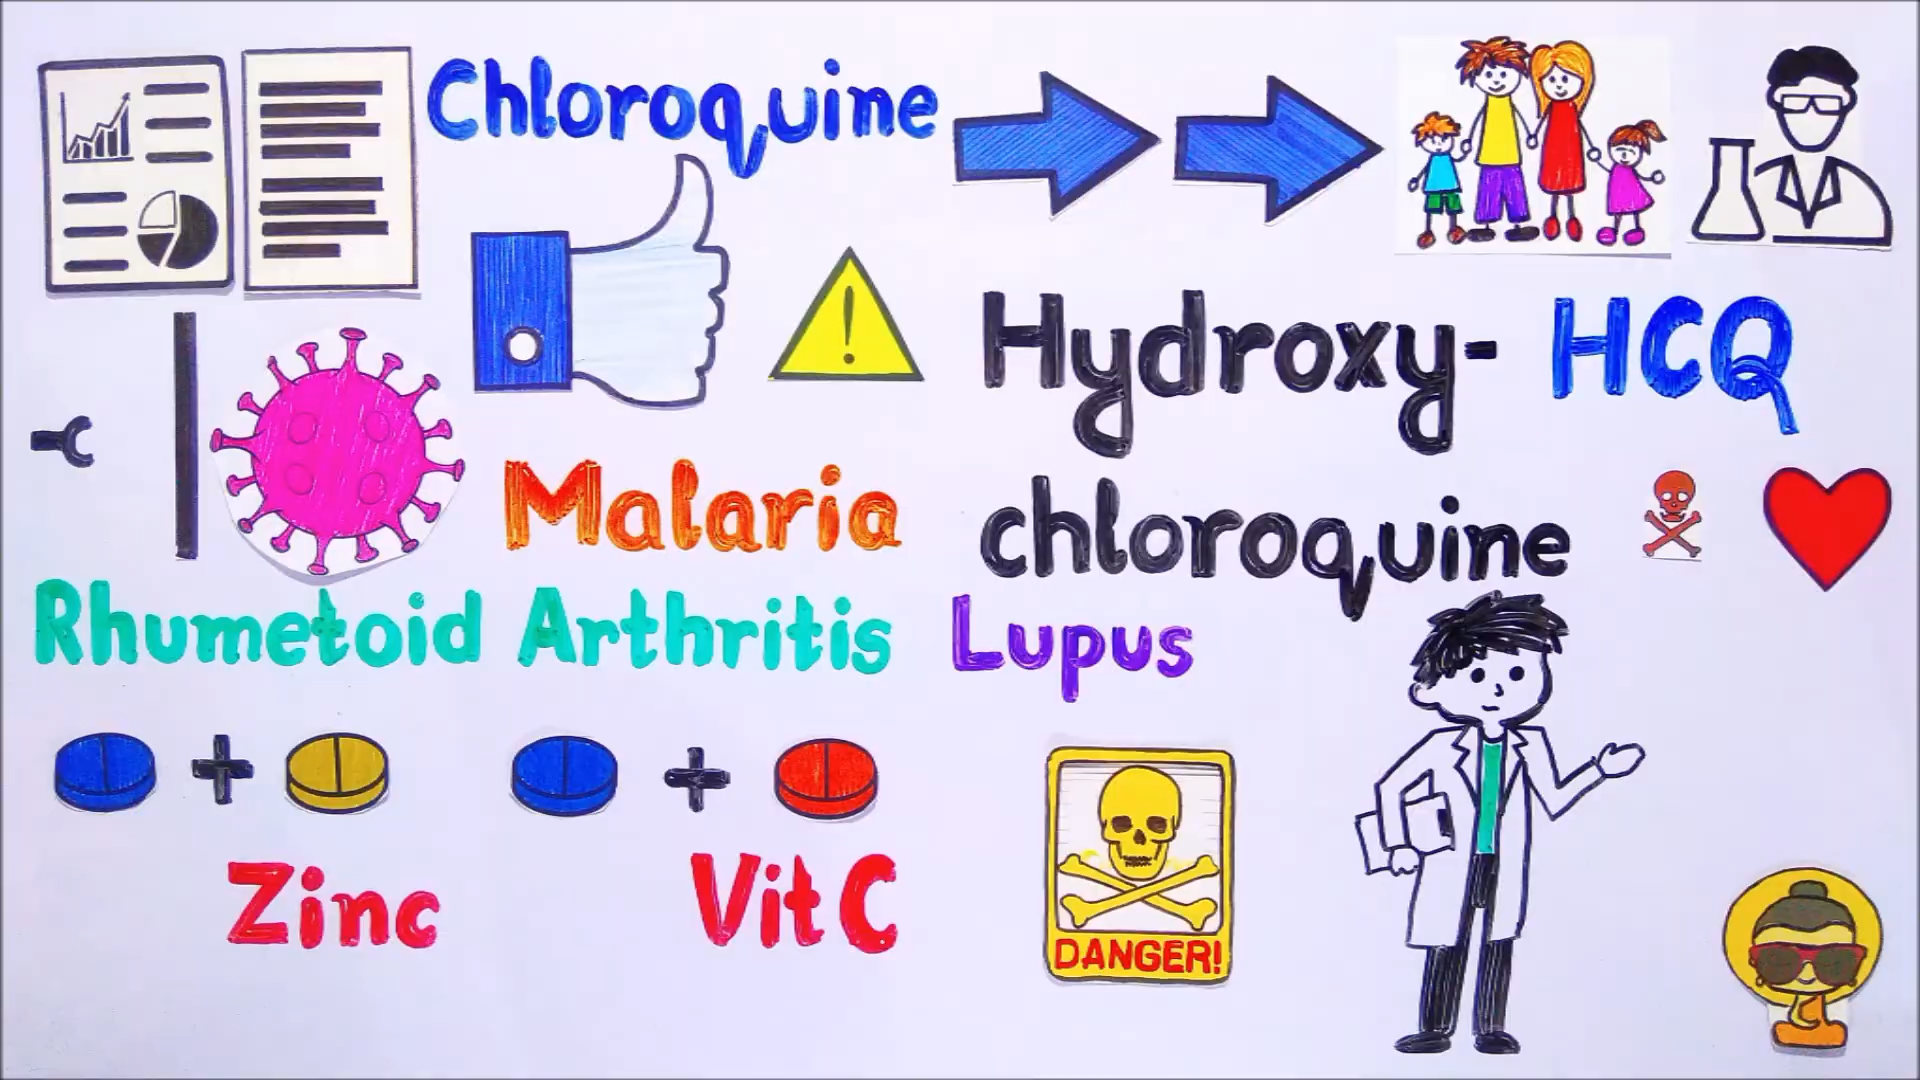 Chloroquine
Hydroxy- HCQ
chloroquine
Malaria
Rhumetoid Arthritis
Lupus
Zinc
Vit C
DANGER!